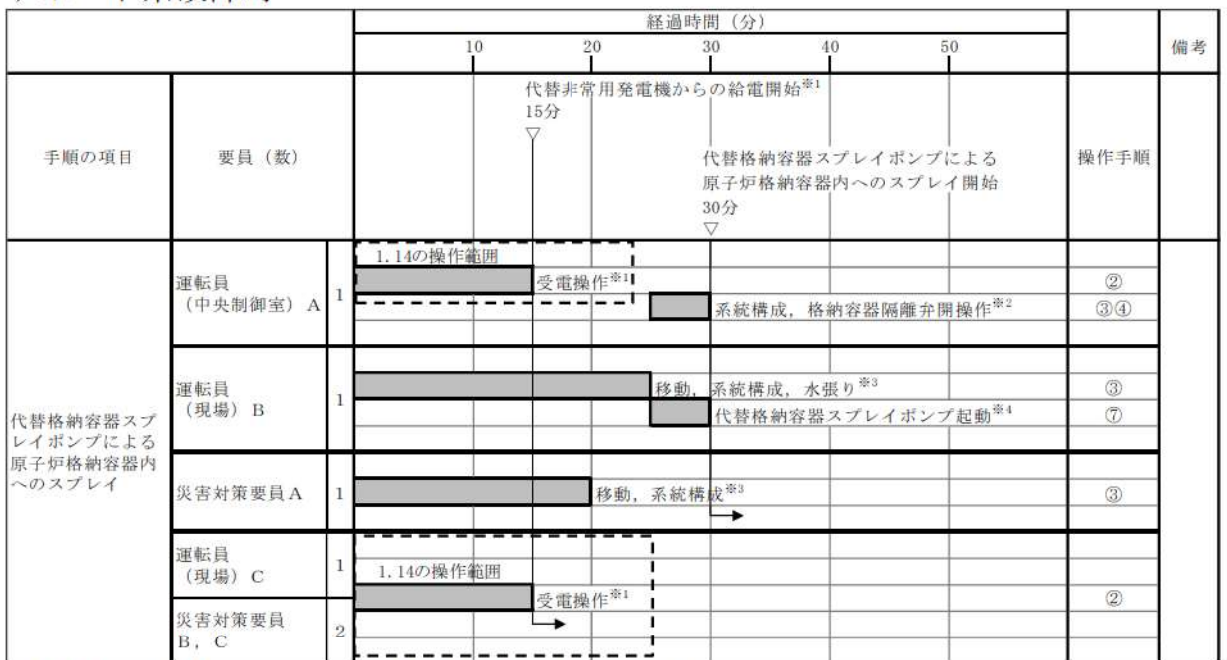 経過時間（分）
備考
10 20 30 40 50
代替非常用発電機からの給電開始※1
15分
手順の項目
要員（数）
操作手順
代替格納容器スプレイポンプによる
原子炉格納容器内へのスプレイ開始
30分
1.14の操作範囲
運転員
（中央制御室）A
1
受電操作※1
②
系統構成，格納容器隔離弁開操作※2
③④
運転員
（現場）B
1
移動，系統構成，水張り※3
③
代替格納容器スプレイポンプ起動※4
⑦
代替格納容器スプ
レイポンプによる
原子炉格納容器内
へのスプレイ
災害対策要員A
1
移動，系統構成※3
③
運転員
（現場）C
1
1.14の操作範囲
受電操作※1
②
災害対策要員
B，C
2